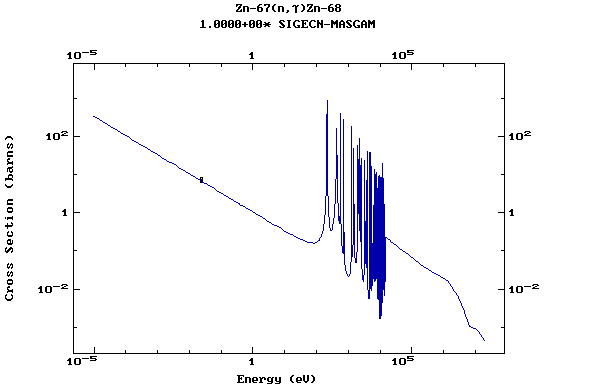 Zn-67(n,γ)Zn-68
1.0000+00* SIGECN-MASGAM
10⁻⁵ 1 10⁵
10² 10²
1 1
10⁻² 10⁻²
10⁻⁵ 1 10⁵
Cross Section (barns)
Energy (eV)